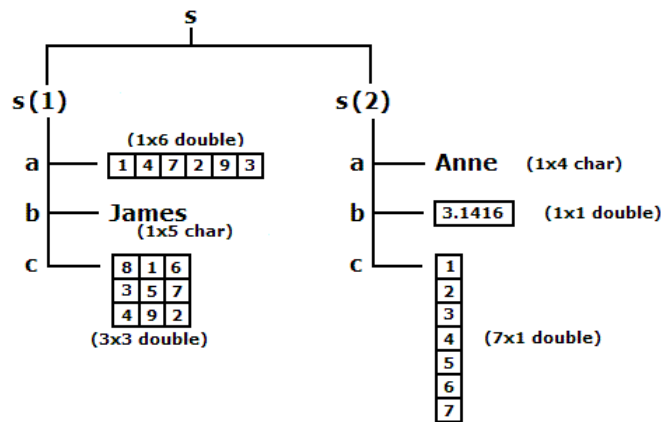 s
s(1)
(1x6 double)
a
1 4 7 2 9 3
b
James
(1x5 char)
c
8 1 6
3 5 7
4 9 2
(3x3 double)
s(2)
a
Anne (1x4 char)
b
3.1416 (1x1 double)
c
1
2
3
4
5
6
7
(7x1 double)